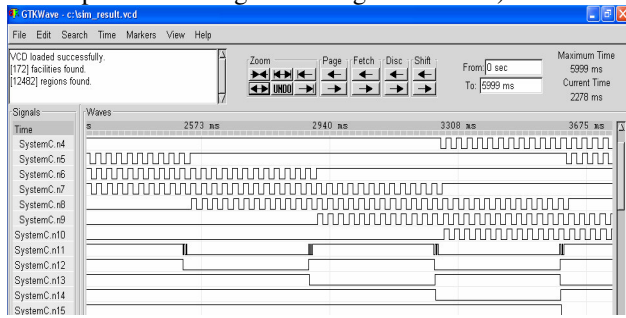 GTKWave - c:\sim_result.vcd
File Edit Search Time Markers View Help
VCD loaded successfully.
[172] facilities found.
[12482] regions found.
Zoom Page Fetch Disc Shift
UNDO
From: 0 sec
To: 5999 ms
Maximum Time
5999 ms
Current Time
2278 ms
Signals Waves
Time s 2573 ms 2940 ms 3308 ms 3675 ms
SystemC.n4
SystemC.n5
SystemC.n6
SystemC.n7
SystemC.n8
SystemC.n9
SystemC.n10
SystemC.n11
SystemC.n12
SystemC.n13
SystemC.n14
SystemC.n15